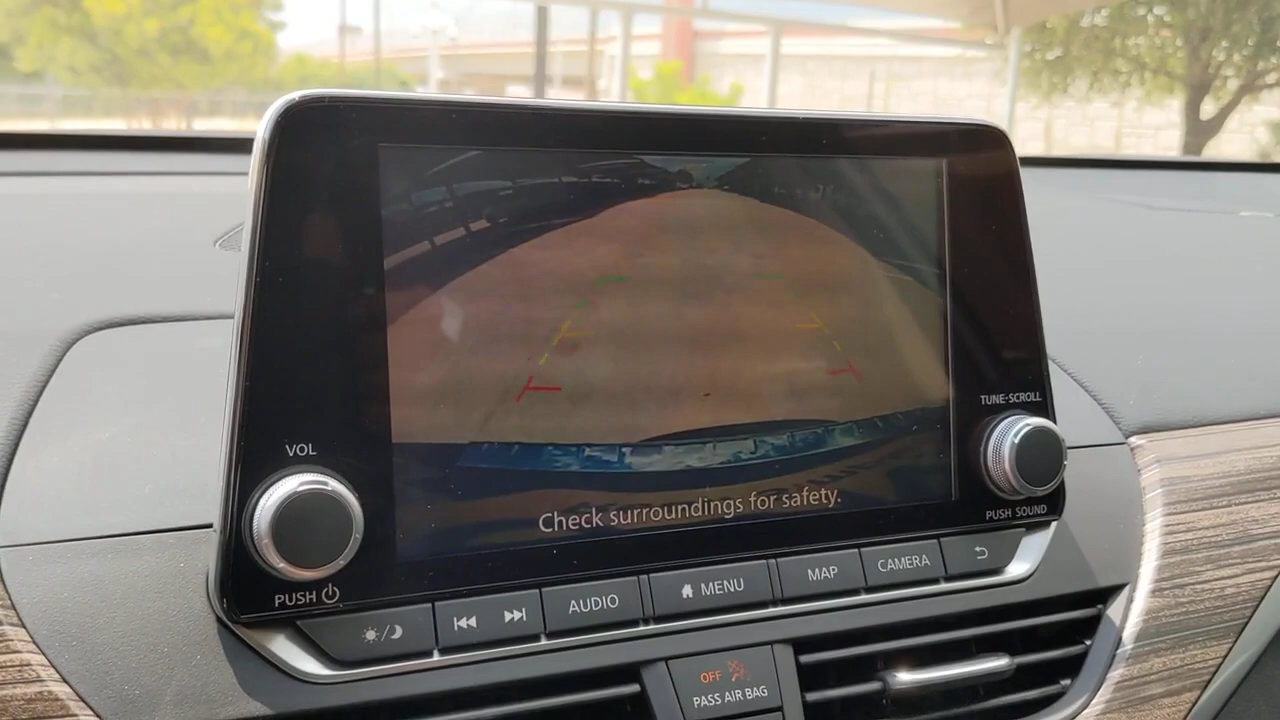 TUNE·SCROLL
VOL
Check surroundings for safety.
PUSH SOUND
PUSH
AUDIO
MENU
MAP
CAMERA
OFF
PASS AIR BAG